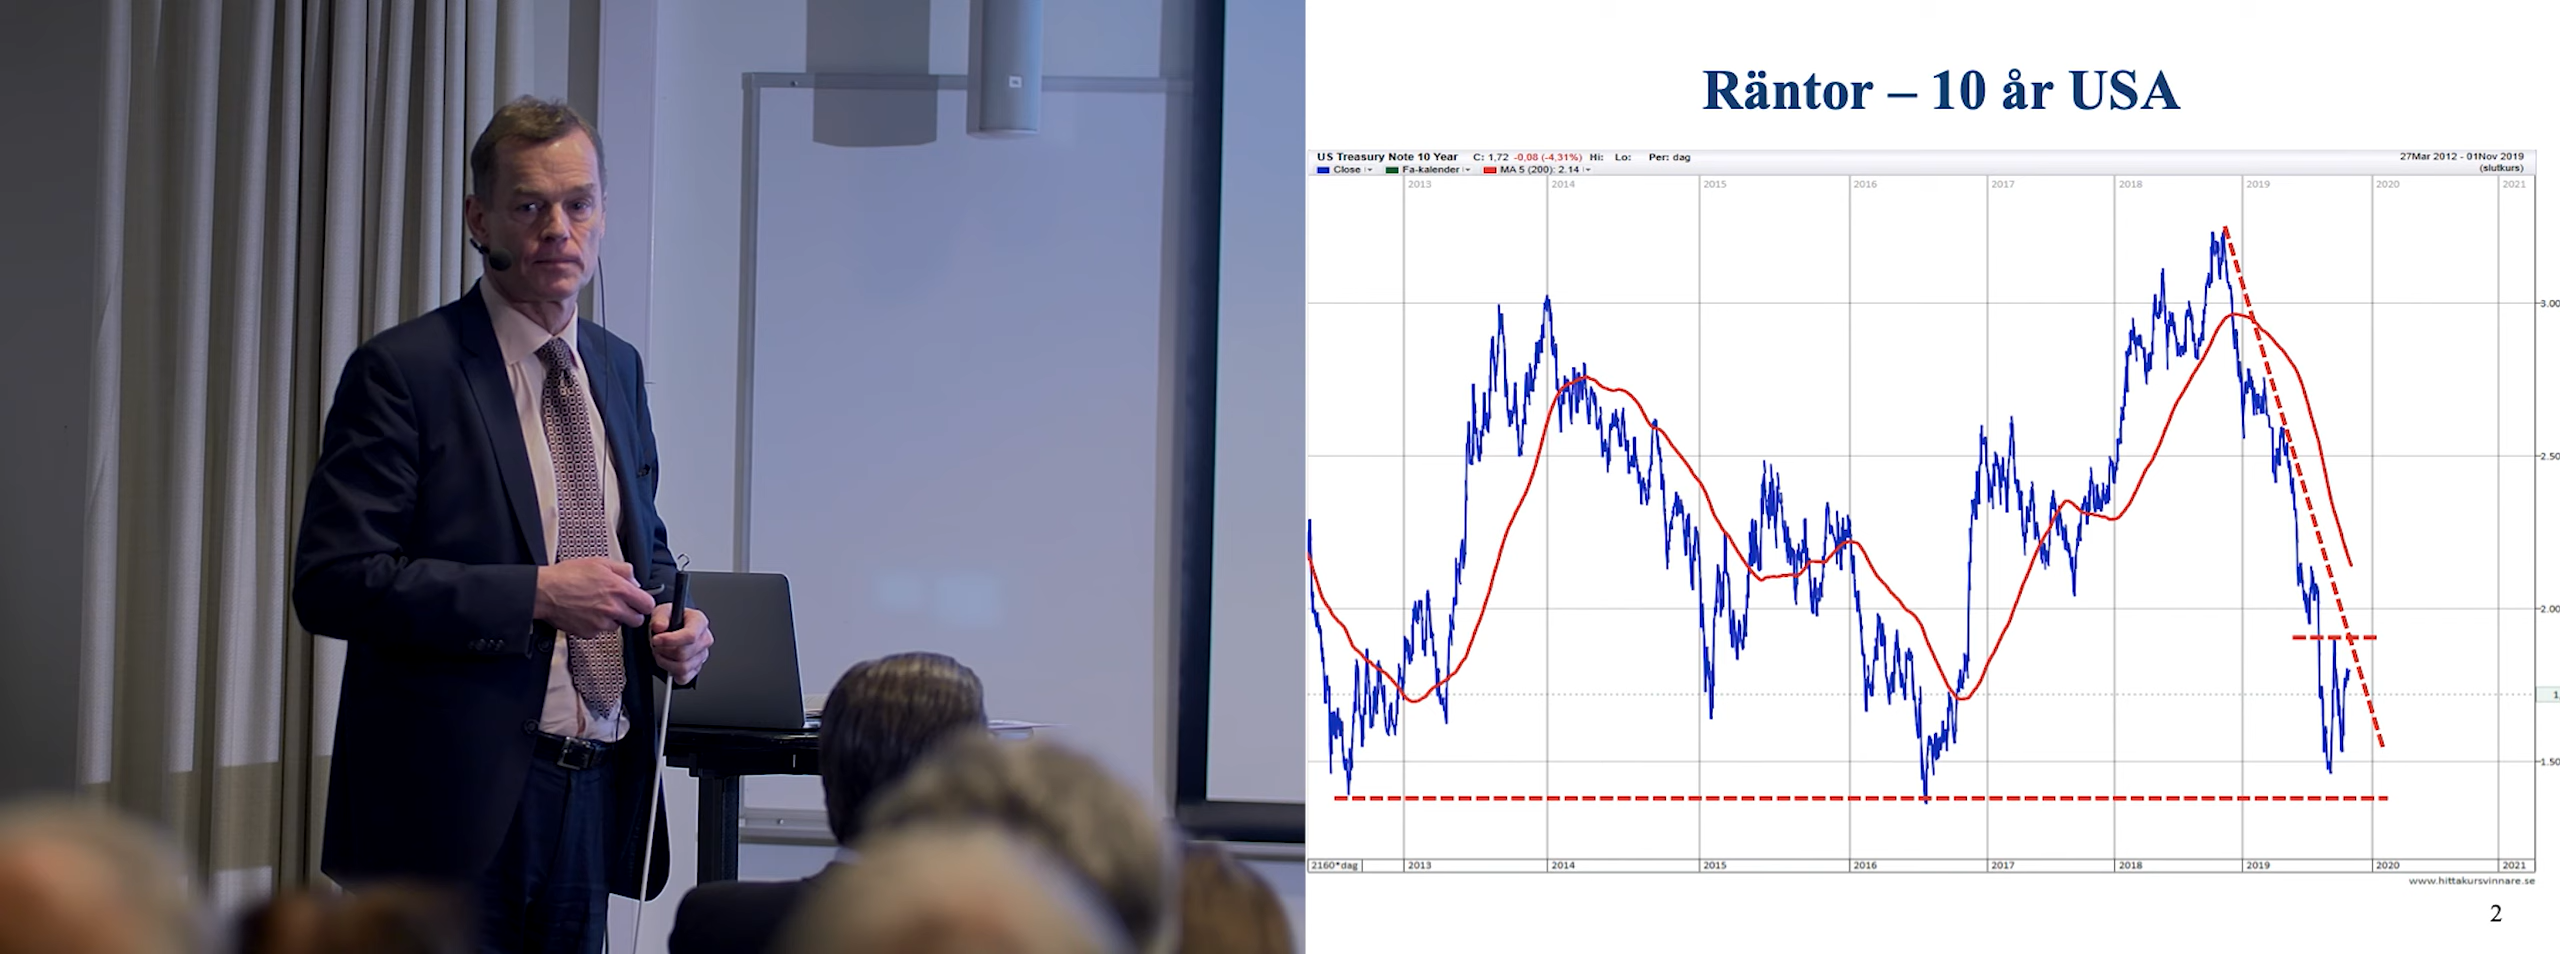 Räntor – 10 år USA
US Treasury Note 10 Year C: 1,72 -0,08 (-4,31%) Hi: Lo: Per: dag 27Mar 2012 - 01Nov 2019
Close Fa-kalender MA 5 (200): 2.14 (slutkurs)
2013 2014 2015 2016 2017 2018 2019 2020 2021
3.00
2.50
2.00
1.50
2160*dag 2013 2014 2015 2016 2017 2018 2019 2020 2021
www.hittakursvinnare.se
2